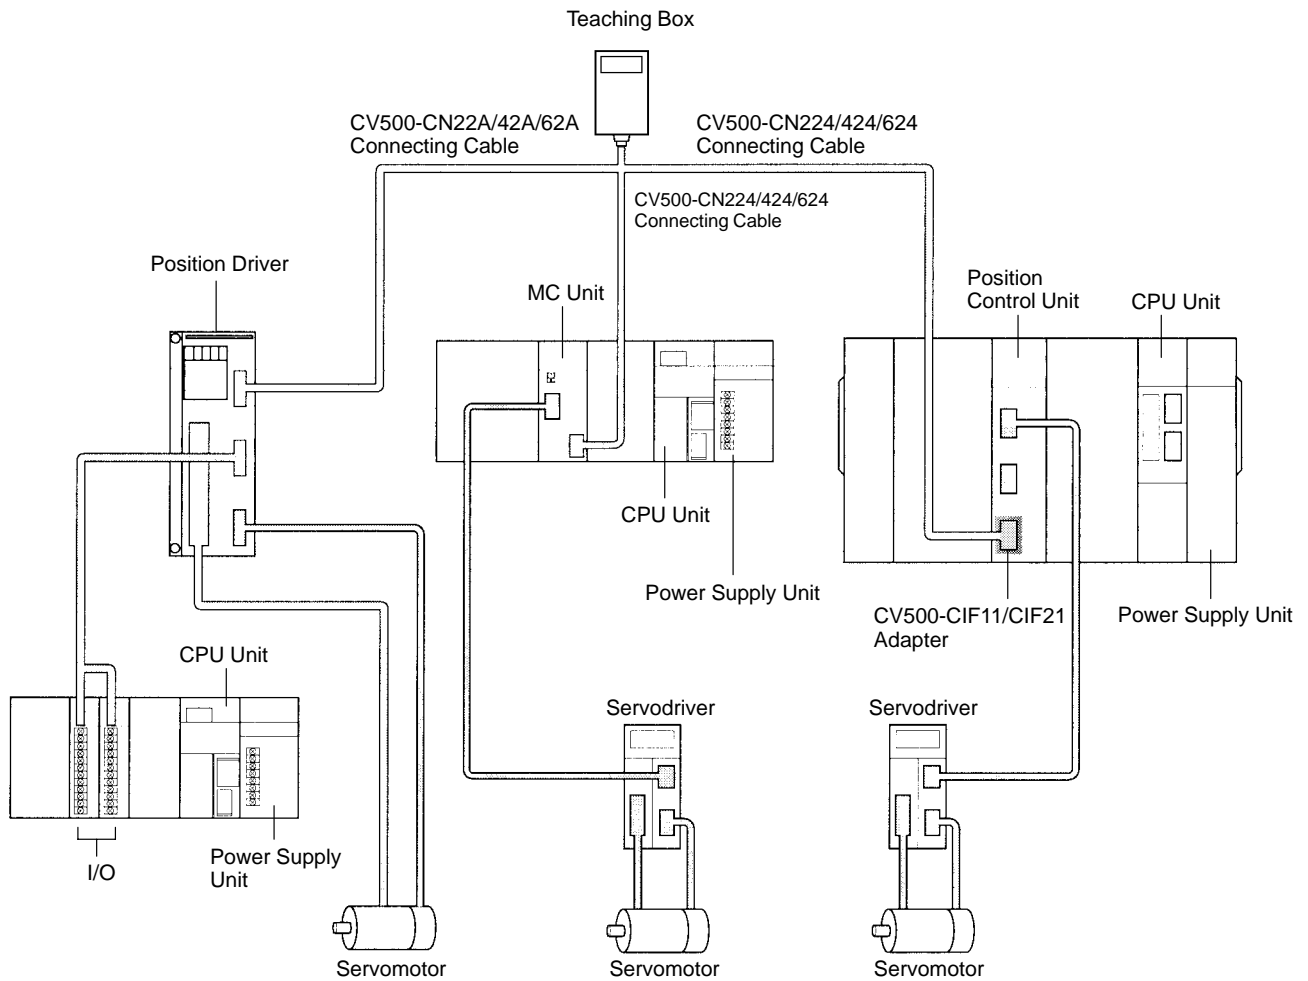 Teaching Box
CV500-CN22A/42A/62A
Connecting Cable
CV500-CN224/424/624
Connecting Cable
CV500-CN224/424/624
Connecting Cable
Position Driver
MC Unit
Position
Control Unit
CPU Unit
CPU Unit
Power Supply Unit
CV500-CIF11/CIF21
Adapter
Power Supply Unit
CPU Unit
Servodriver
Servodriver
I/O
Power Supply
Unit
Servomotor
Servomotor
Servomotor